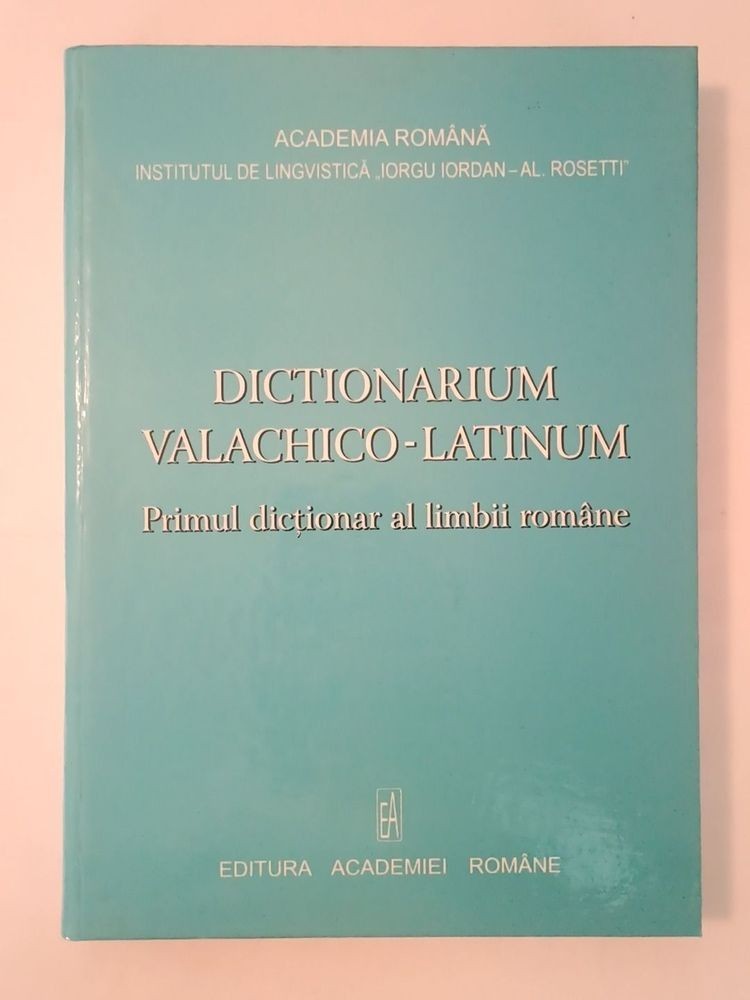 ACADEMIA ROMÂNĂ
INSTITUTUL DE LINGVISTICĂ „IORGU IORDAN – AL. ROSETTI”
DICTIONARIUM
VALACHICO-LATINUM
Primul dicționar al limbii române
EA
EDITURA ACADEMIEI ROMÂNE